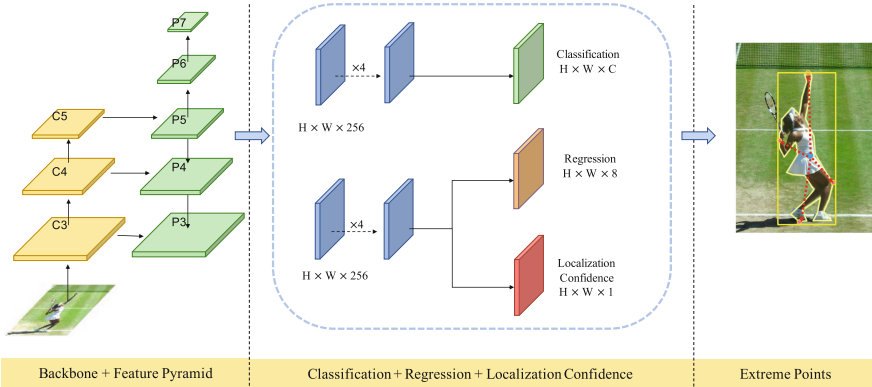 P7
P6
C5
P5
C4
P4
C3
P3
×4
H × W × 256
Classification
H × W × C
×4
H × W × 256
Regression
H × W × 8
Localization
Confidence
H × W × 1
Backbone + Feature Pyramid
Classification + Regression + Localization Confidence
Extreme Points